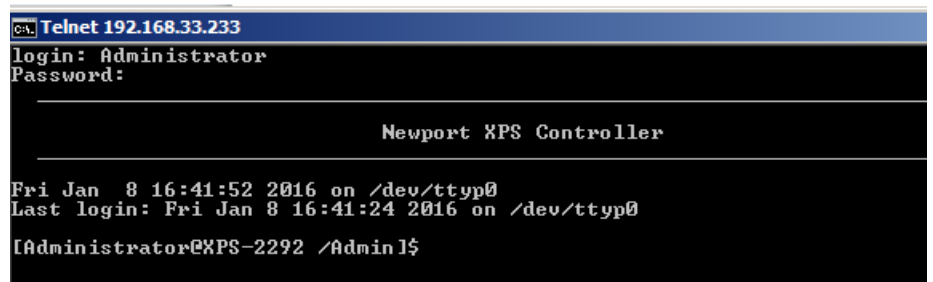 Telnet 192.168.33.233
login: Administrator
Password:
Newport XPS Controller
Fri Jan  8 16:41:52 2016 on /dev/ttyp0
Last login: Fri Jan 8 16:41:24 2016 on /dev/ttyp0
[Administrator@XPS-2292 /Admin]$